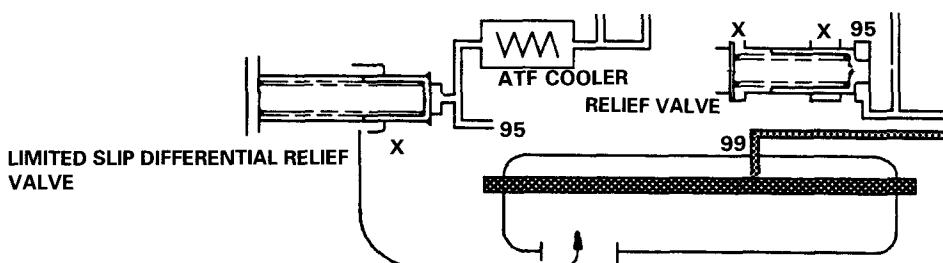 X
X
95
ATF COOLER
RELIEF VALVE
95
X
99
LIMITED SLIP DIFFERENTIAL RELIEF
VALVE